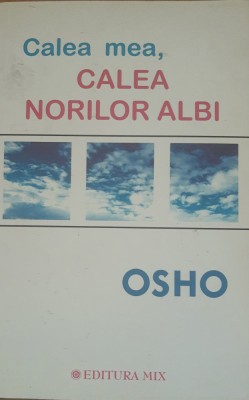 Calea mea,
CALEA
NORILOR ALBI
OSHO
EDITURA MIX